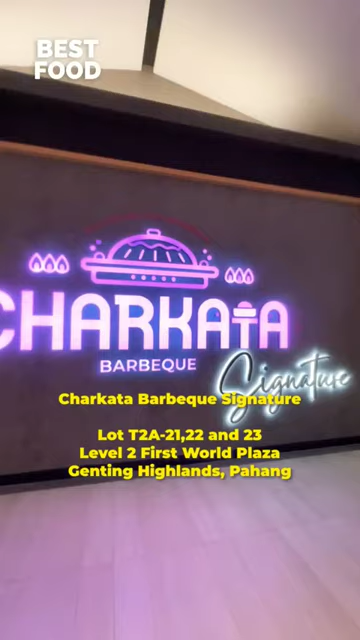 BEST
FOOD
CHARKATA
BARBEQUE
Signature
Charkata Barbeque Signature
Lot T2A-21,22 and 23
Level 2 First World Plaza
Genting Highlands, Pahang